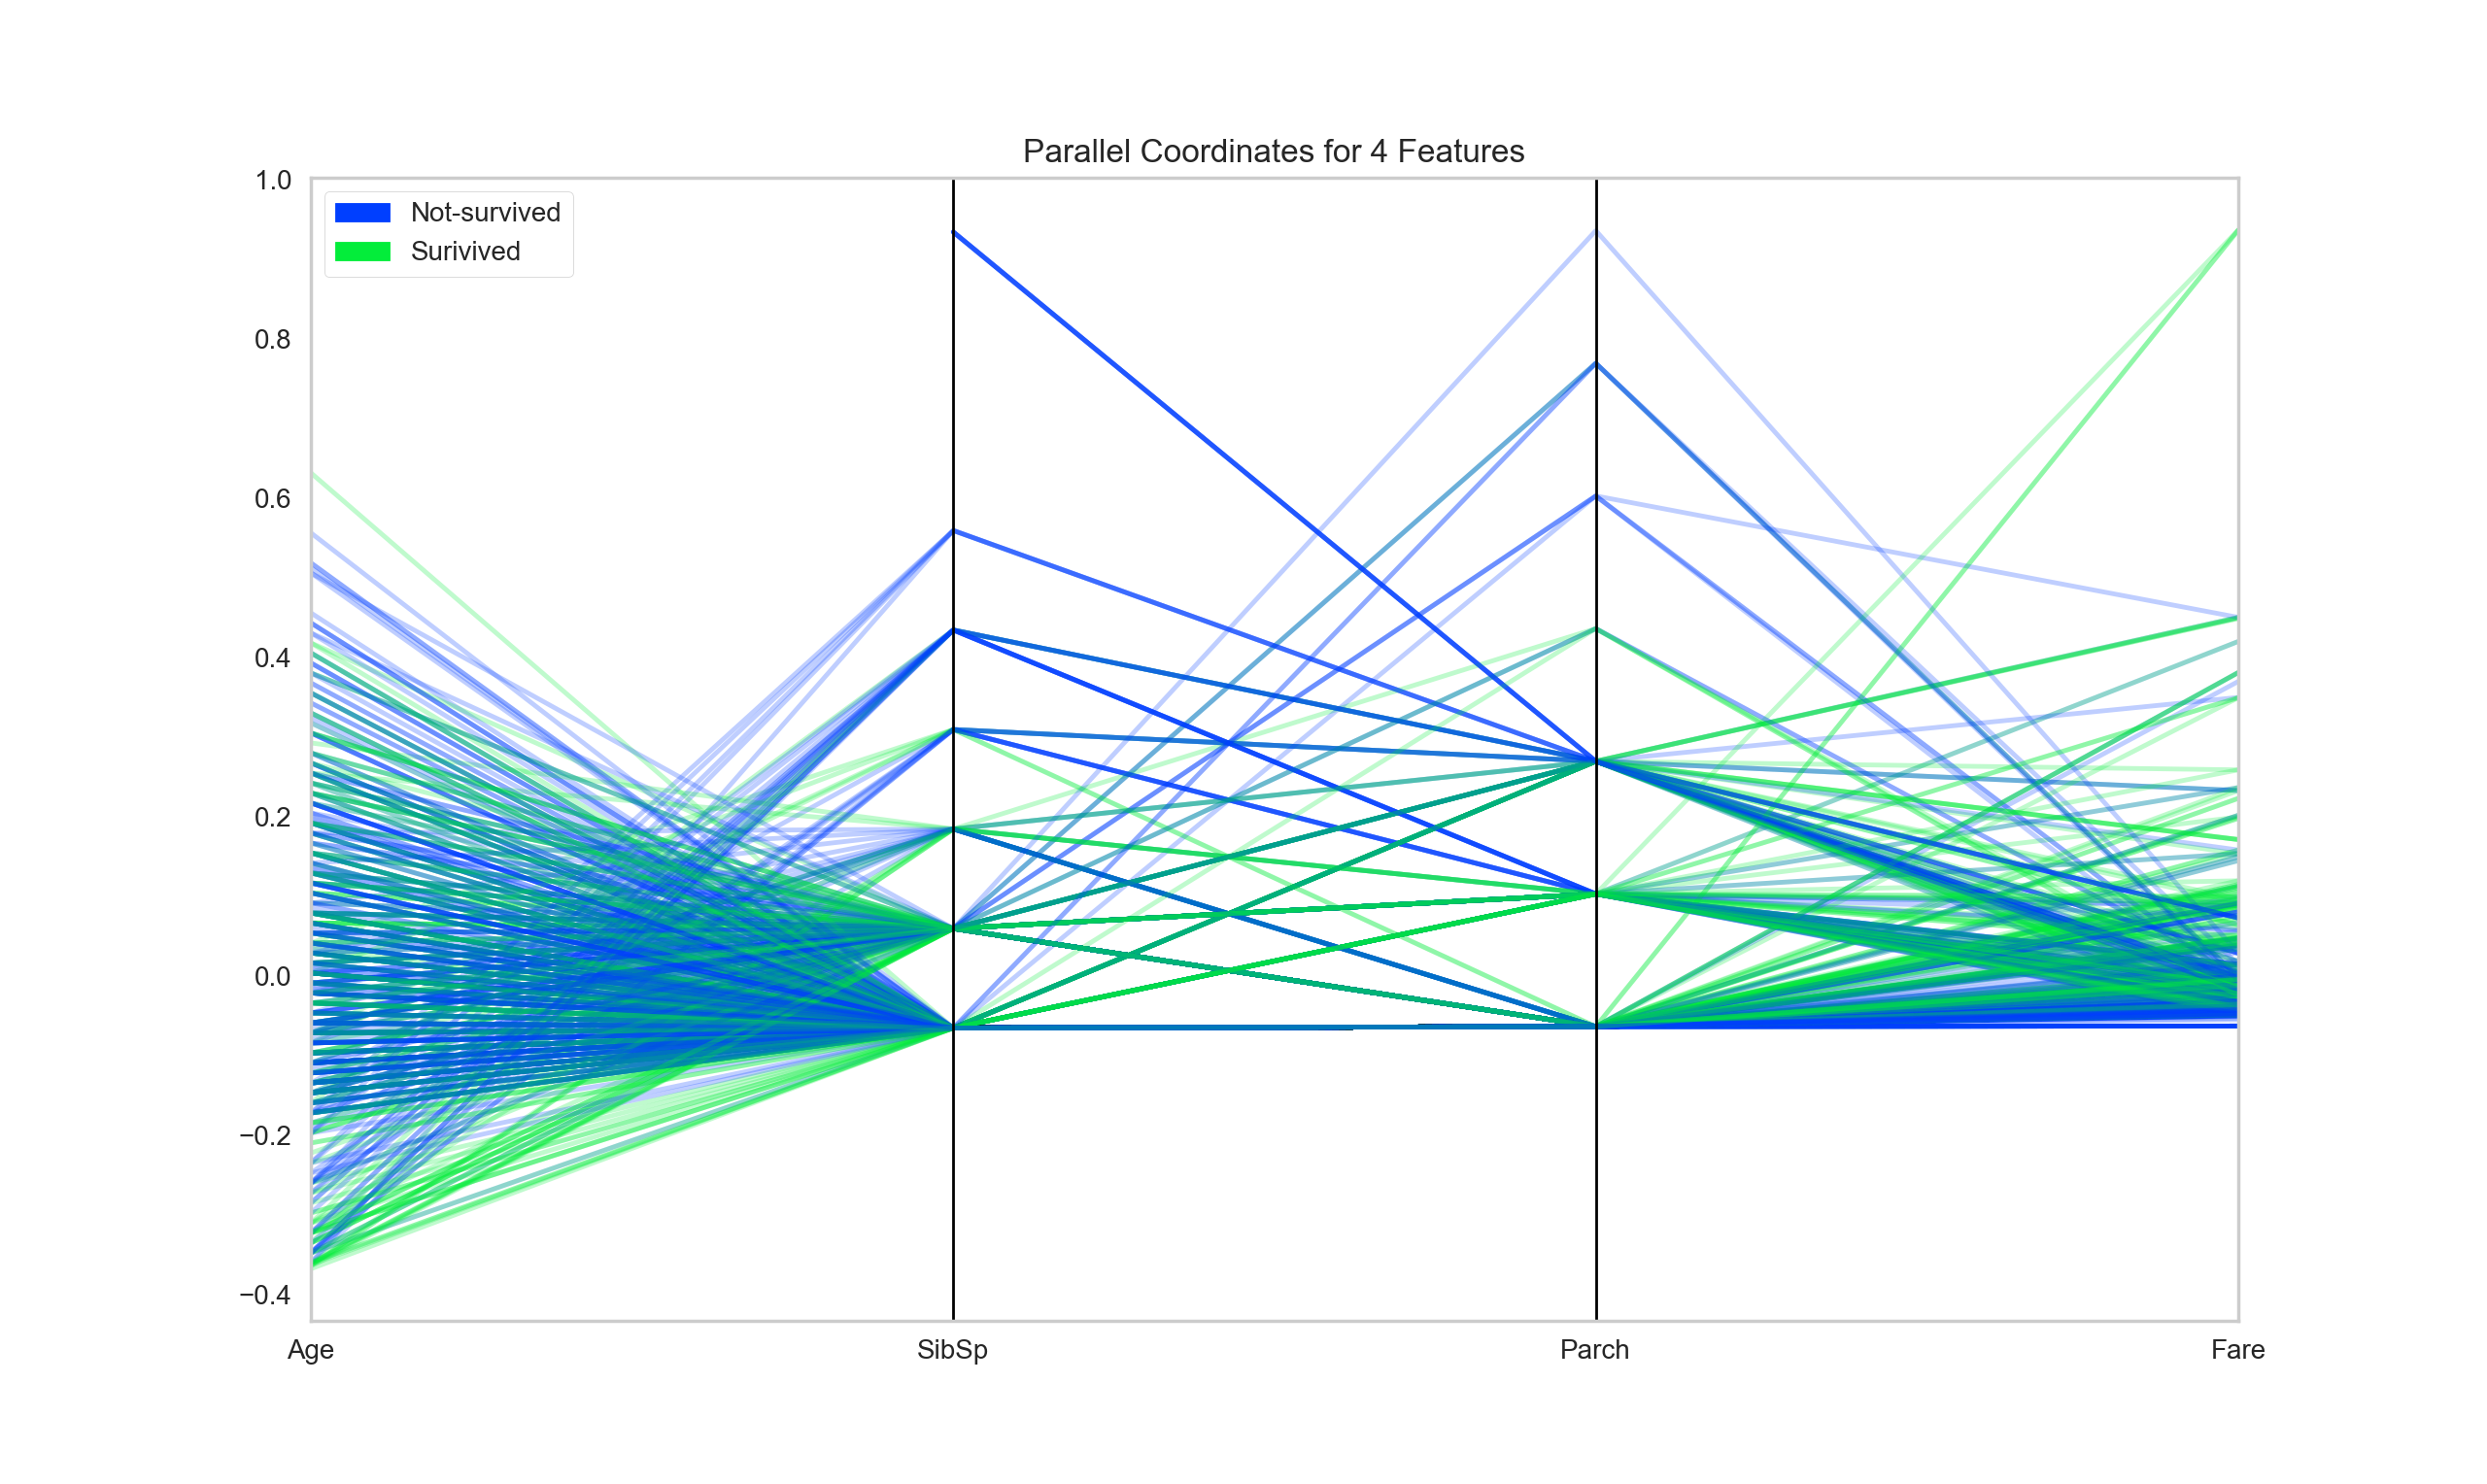 Parallel Coordinates for 4 Features
1.0
Not-survived
Surivived
0.8
0.6
0.4
0.2
0.0
−0.2
−0.4
Age
SibSp
Parch
Fare